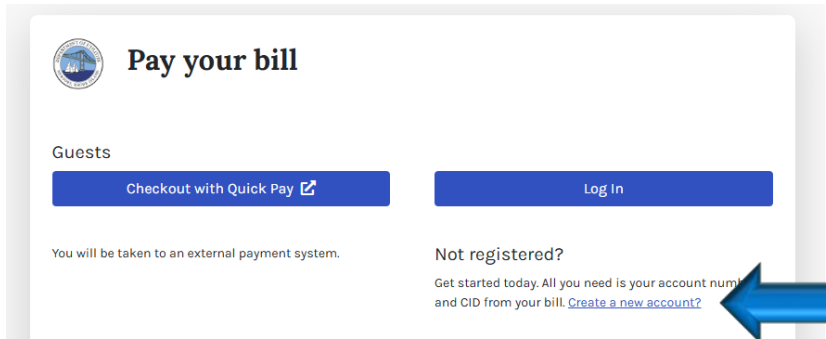 Pay your bill
Guests
Checkout with Quick Pay
Log In
You will be taken to an external payment system.
Not registered?
Get started today. All you need is your account
and CID from your bill. Create a new account?